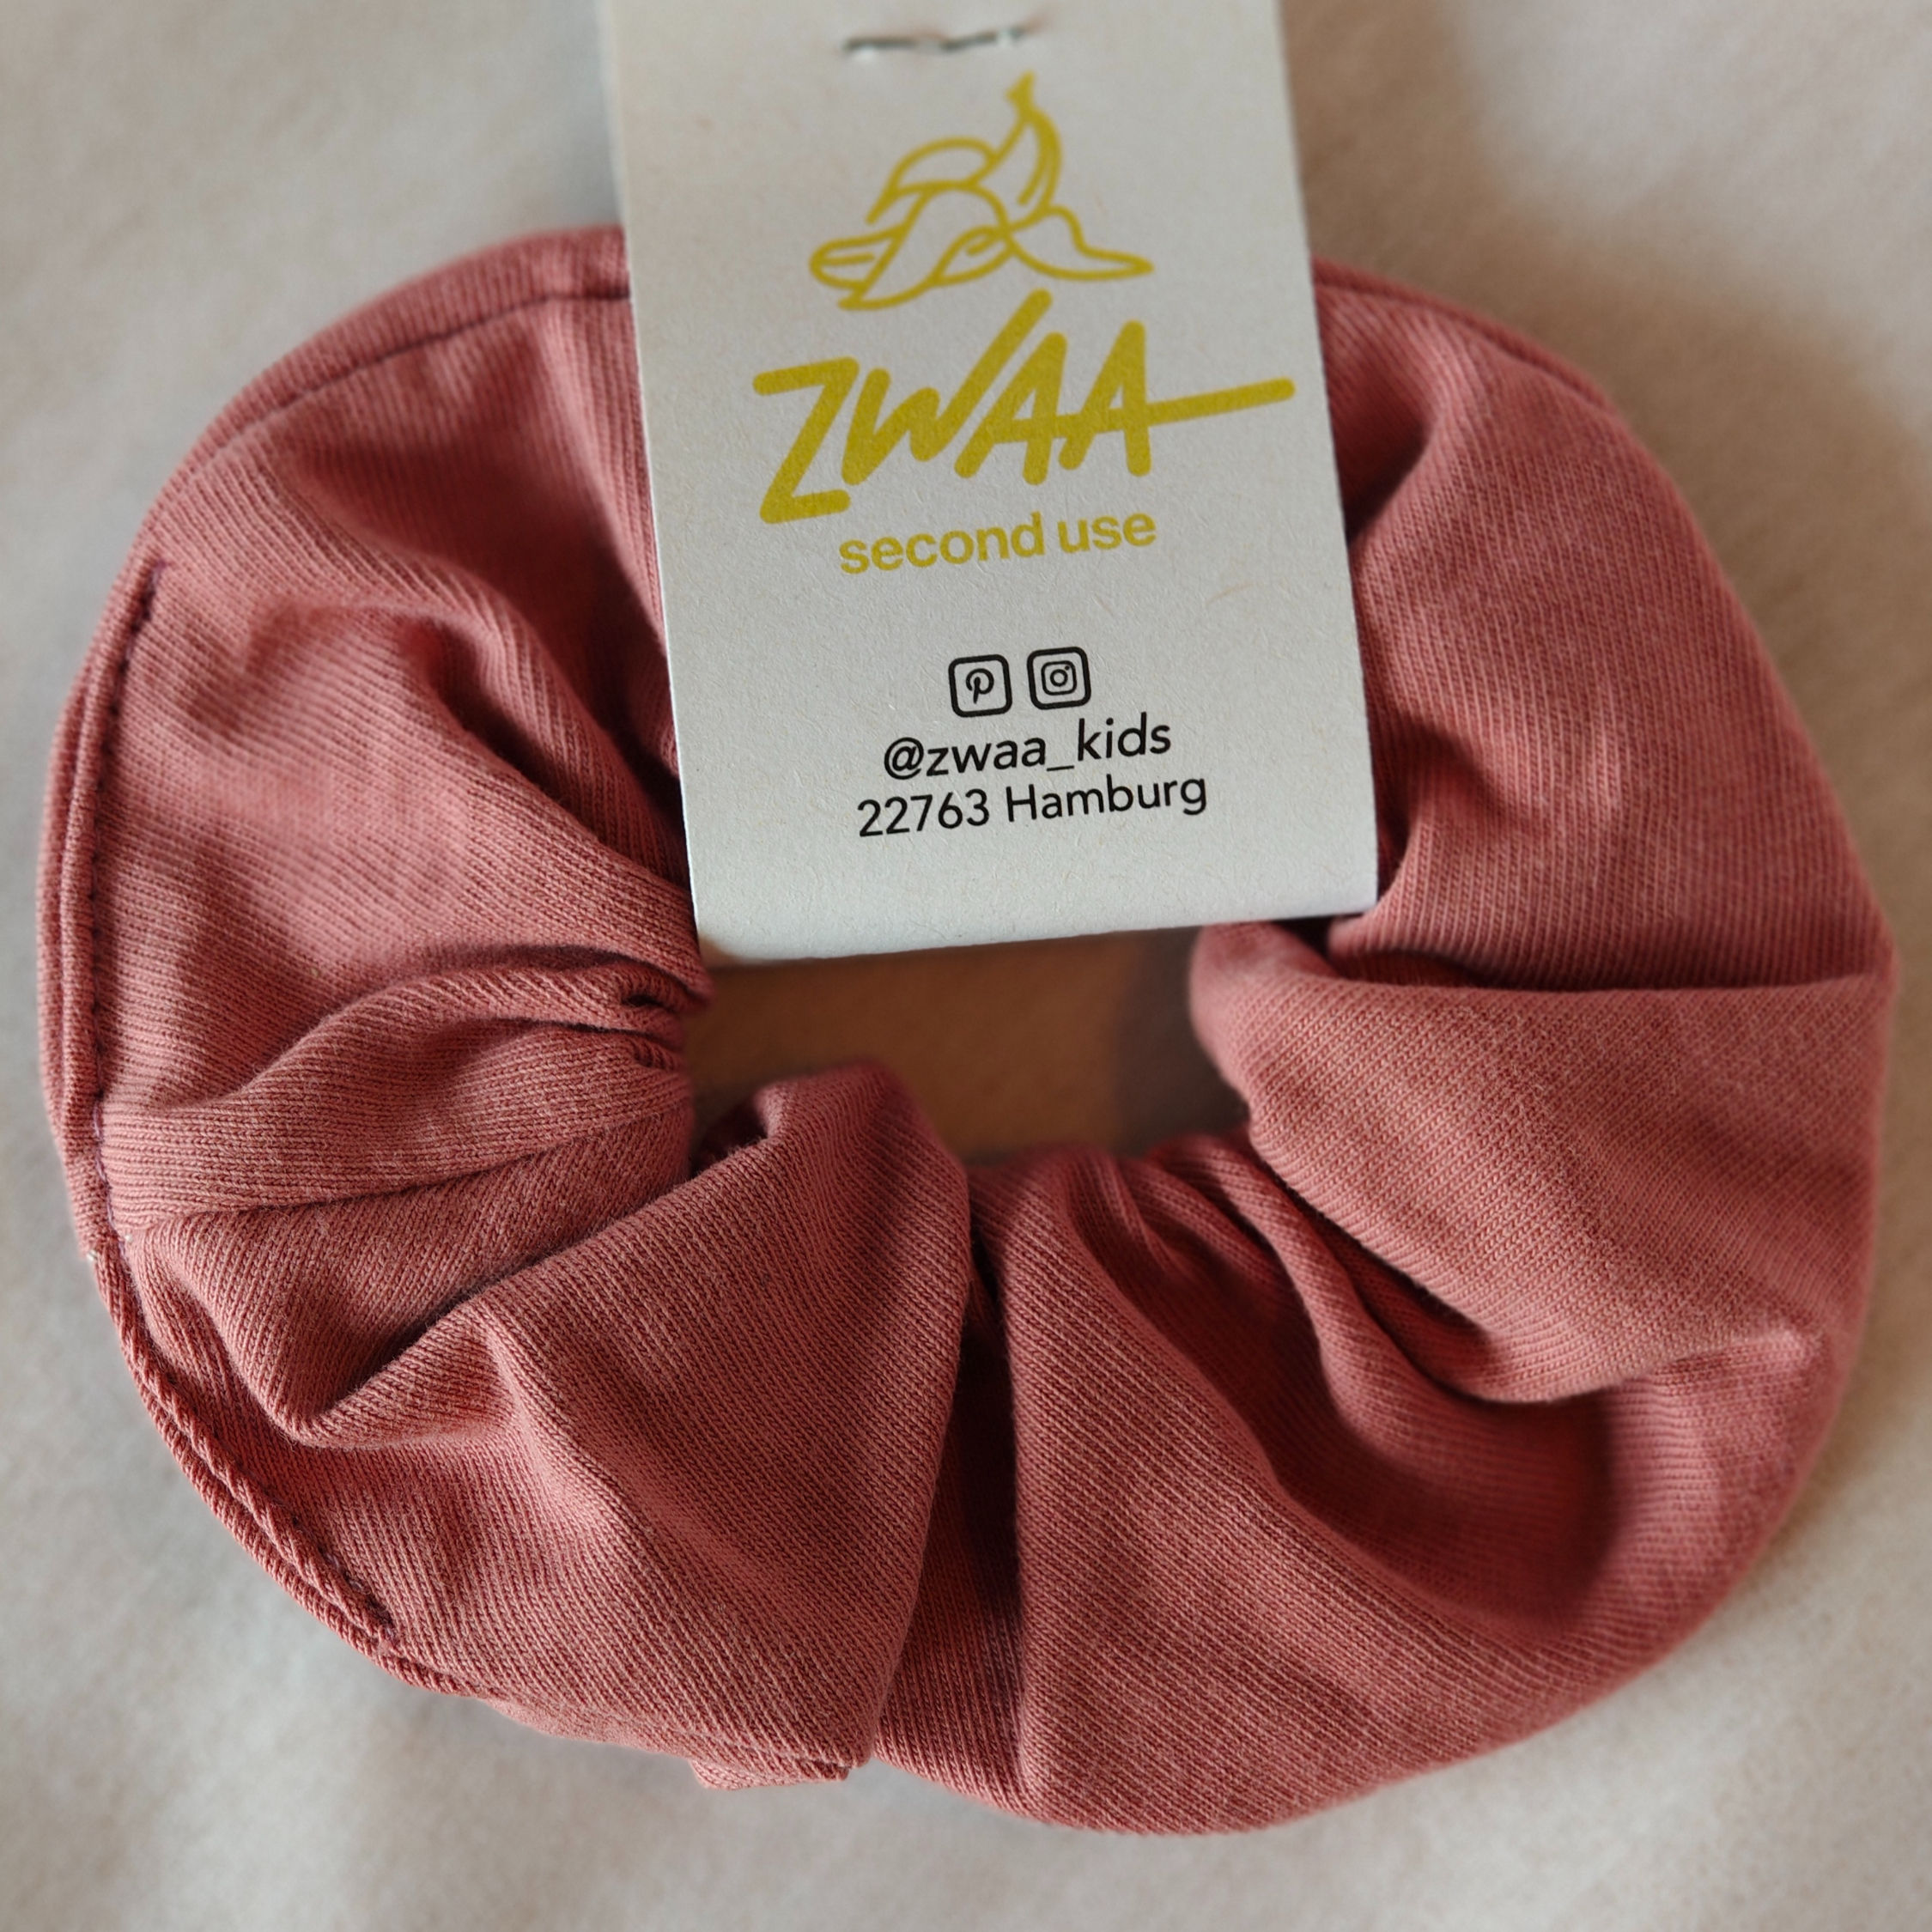 ZWAA
second use
@zwaa_kids
22763 Hamburg